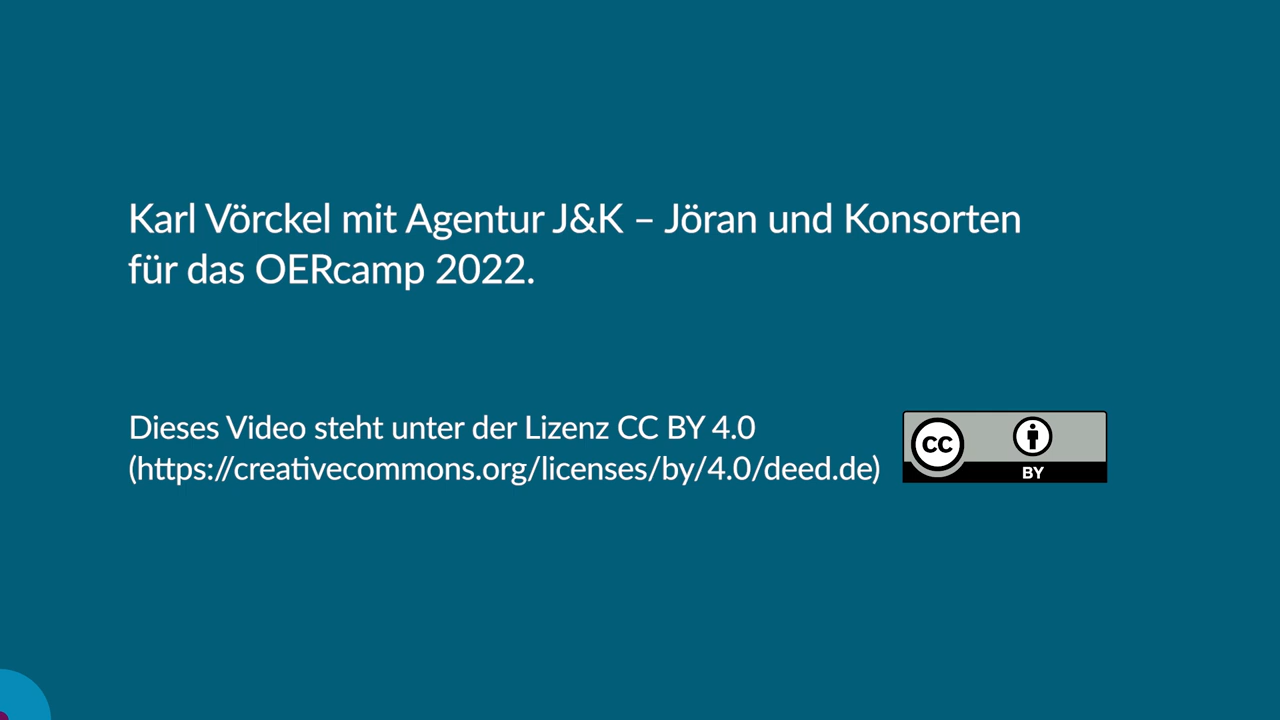 Karl Vörckel mit Agentur J&K – Jöran und Konsorten
für das OERcamp 2022.
Dieses Video steht unter der Lizenz CC BY 4.0
(https://creativecommons.org/licenses/by/4.0/deed.de)
CC
BY